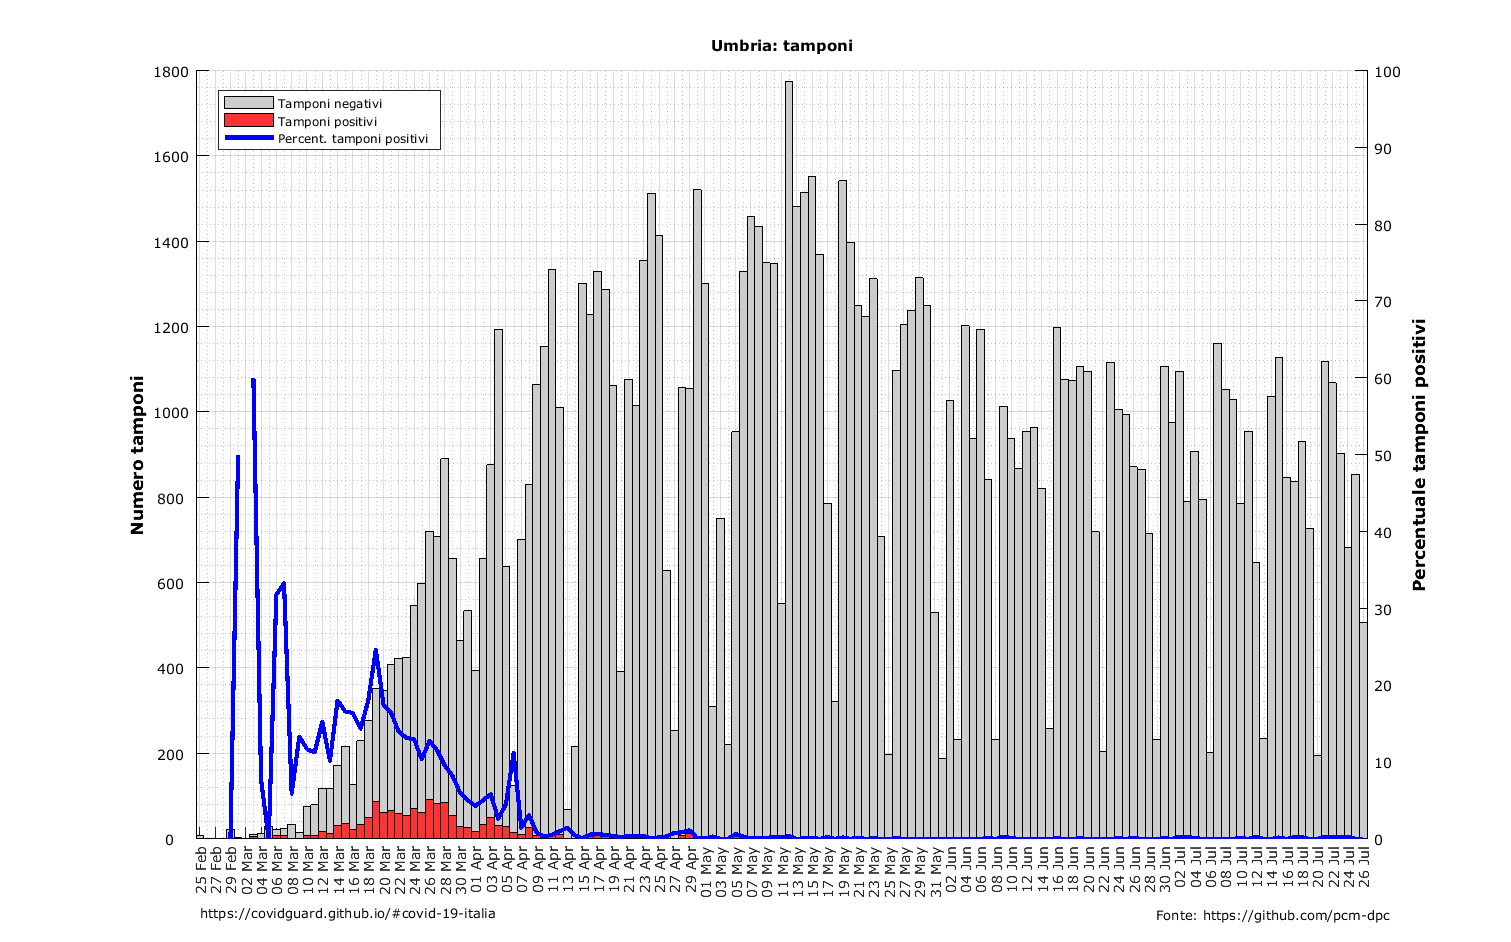 Umbria: tamponi
Tamponi negativi
Tamponi positivi
Percent. tamponi positivi
Numero tamponi
1800
1600
1400
1200
1000
800
600
400
200
0
Percentuale tamponi positivi
100
90
80
70
60
50
40
30
20
10
0
25 Feb
27 Feb
29 Feb
02 Mar
04 Mar
06 Mar
08 Mar
10 Mar
12 Mar
14 Mar
16 Mar
18 Mar
20 Mar
22 Mar
24 Mar
26 Mar
28 Mar
30 Mar
01 Apr
03 Apr
05 Apr
07 Apr
09 Apr
11 Apr
13 Apr
15 Apr
17 Apr
19 Apr
21 Apr
23 Apr
25 Apr
27 Apr
29 Apr
01 May
03 May
05 May
07 May
09 May
11 May
13 May
15 May
17 May
19 May
21 May
23 May
25 May
27 May
29 May
31 May
02 Jun
04 Jun
06 Jun
08 Jun
10 Jun
12 Jun
14 Jun
16 Jun
18 Jun
20 Jun
22 Jun
24 Jun
26 Jun
28 Jun
30 Jun
02 Jul
04 Jul
06 Jul
08 Jul
10 Jul
12 Jul
14 Jul
16 Jul
18 Jul
20 Jul
22 Jul
24 Jul
26 Jul
https://covidguard.github.io/#covid-19-italia
Fonte: https://github.com/pcm-dpc